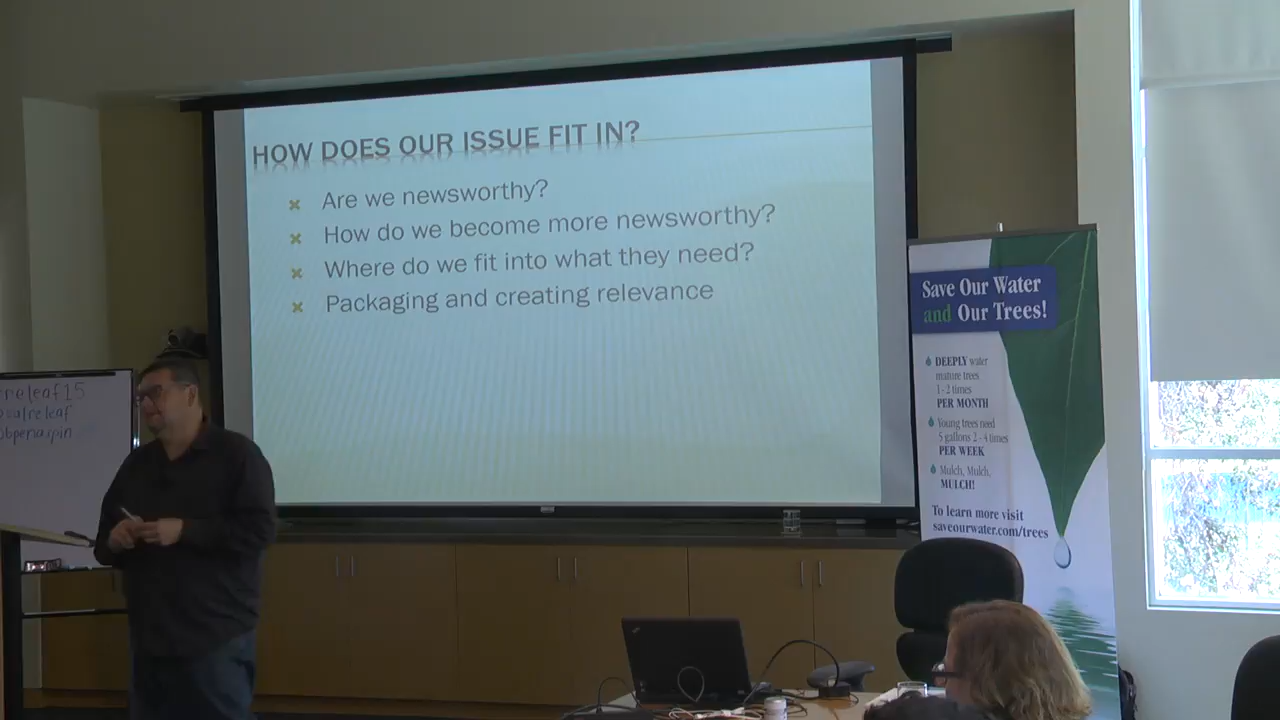 HOW DOES OUR ISSUE FIT IN?
Are we newsworthy?
How do we become more newsworthy?
Where do we fit into what they need?
Packaging and creating relevance
Save Our Water
and Our Trees!
DEEPLY water
mature trees
1 - 2 times
PER MONTH
Young trees need
5 gallons 2 - 4 times
PER WEEK
Mulch, Mulch,
MULCH!
To learn more visit
saveourwater.com/trees